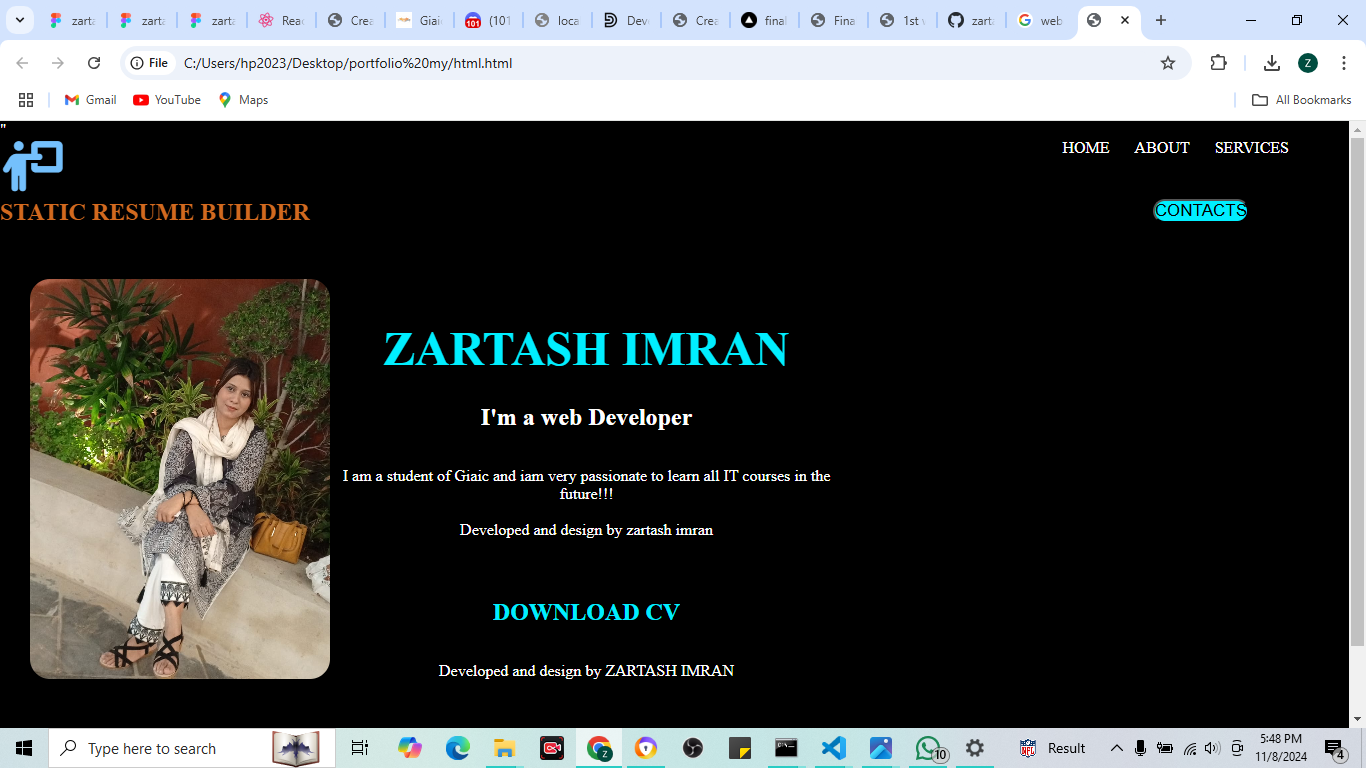 zarta
zarta
zarta
Reac
Crea
Giaic
101
(101
loca
Deve
Crea
final
Fina
1st w
zarta
web
File
C:/Users/hp2023/Desktop/portfolio%20my/html.html
Z
Gmail
YouTube
Maps
All Bookmarks
"
HOME ABOUT SERVICES
STATIC RESUME BUILDER
CONTACTS
ZARTASH IMRAN
I'm a web Developer
I am a student of Giaic and iam very passionate to learn all IT courses in the
future!!!
Developed and design by zartash imran
DOWNLOAD CV
Developed and design by ZARTASH IMRAN
Type here to search
Z
10
NFL
Result
5:48 PM
11/8/2024
4